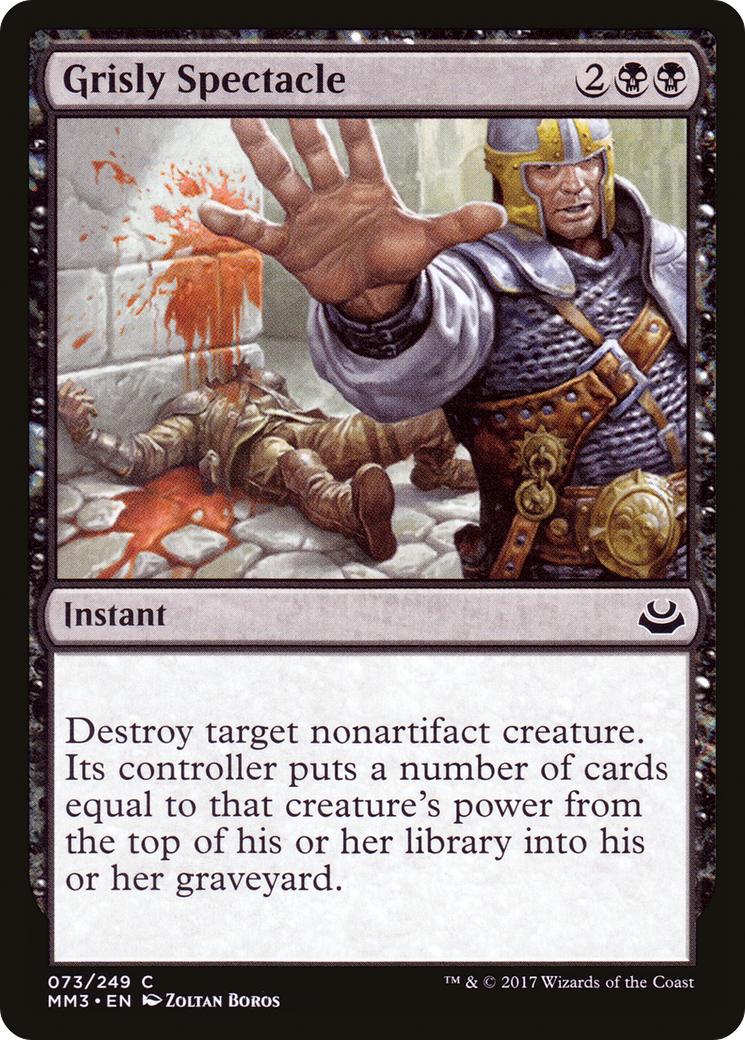 Grisly Spectacle 2
Instant
Destroy target nonartifact creature.
Its controller puts a number of cards
equal to that creature's power from
the top of his or her library into his
or her graveyard.
073/249 C
MM3 • EN Zoltan Boros
™ & © 2017 Wizards of the Coast